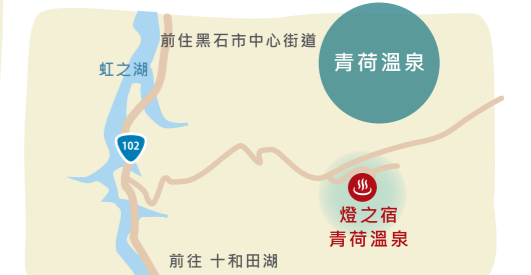 前住黑石市中心街道
青荷溫泉
虹之湖
102
燈之宿
青荷溫泉
前往 十和田湖